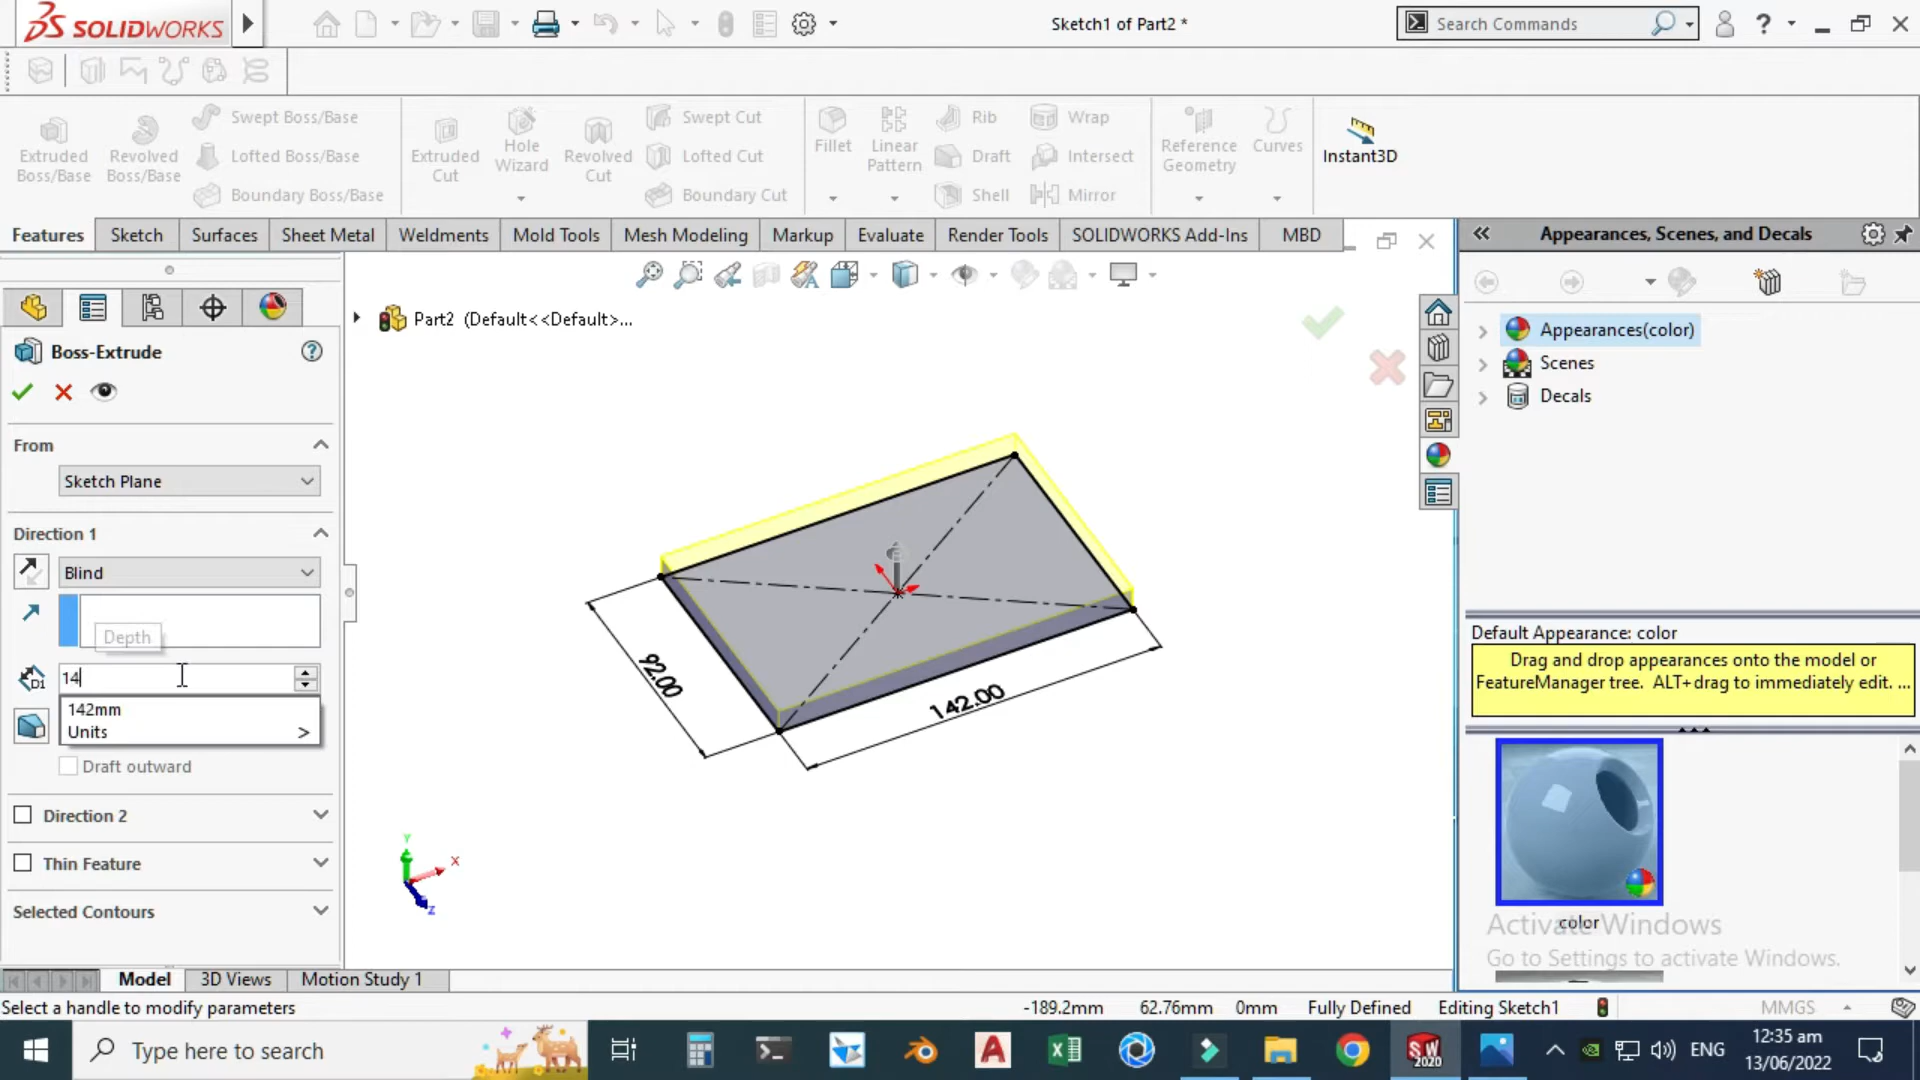 SOLIDWORKS
Sketch1 of Part2 *
Search Commands
?
Extruded Boss/Base
Revolved Boss/Base
Swept Boss/Base
Lofted Boss/Base
Boundary Boss/Base
Extruded Cut
Hole Wizard
Revolved Cut
Swept Cut
Lofted Cut
Boundary Cut
Fillet
Linear Pattern
Rib
Draft
Shell
Wrap
Intersect
Mirror
Reference Geometry
Curves
Instant3D
Features
Sketch
Surfaces
Sheet Metal
Weldments
Mold Tools
Mesh Modeling
Markup
Evaluate
Render Tools
SOLIDWORKS Add-Ins
MBD
Appearances, Scenes, and Decals
Part2 (Default<<Default>...
Boss-Extrude
?
From
Sketch Plane
Direction 1
Blind
Depth
D1
14
142mm
Units >
Draft outward
Direction 2
Thin Feature
Selected Contours
92.00
142.00
Y
X
Z
Appearances(color)
Scenes
Decals
Default Appearance: color
Drag and drop appearances onto the model or
FeatureManager tree. ALT+drag to immediately edit. ...
color
Activate Windows
Go to Settings to activate Windows.
Model
3D Views
Motion Study 1
Select a handle to modify parameters
-189.2mm
62.76mm
0mm
Fully Defined
Editing Sketch1
MMGS
Type here to search
A
SW
2020
ENG
12:35 am
13/06/2022